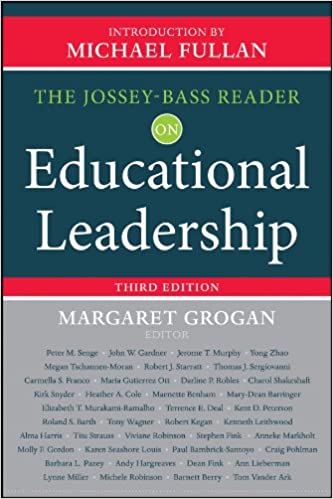 INTRODUCTION BY
MICHAEL FULLAN
THE JOSSEY-BASS READER
ON
Educational
Leadership
THIRD EDITION
MARGARET GROGAN
EDITOR
Peter M. Senge • John W. Gardner • Jerome T. Murphy • Yong Zhao
Megan Tschannen-Moran • Robert J. Starratt • Thomas J. Sergiovanni
Carmella S. Franco • Maria Gutierrez Ott • Darline P. Robles • Charol Shakeshaft
Kirk Snyder • Heather A. Cole • Marnette Benham • Mary-Dean Barringer
Elizabeth T. Murakami-Ramalho • Terrence E. Deal • Kent D. Peterson
Roland S. Barth • Tony Wagner • Robert Kegan • Kenneth Leithwood
Alma Harris • Tiu Strauss • Viviane Robinson • Stephen Fink • Anneke Markholt
Molly F. Gordon • Karen Seashore Louis • Paul Bambrick-Santoyo • Craig Pohlman
Barbara L. Pazey • Andy Hargreaves • Dean Fink • Ann Lieberman
Lynne Miller • Michele Robinson • Barnett Berry • Tom Vander Ark